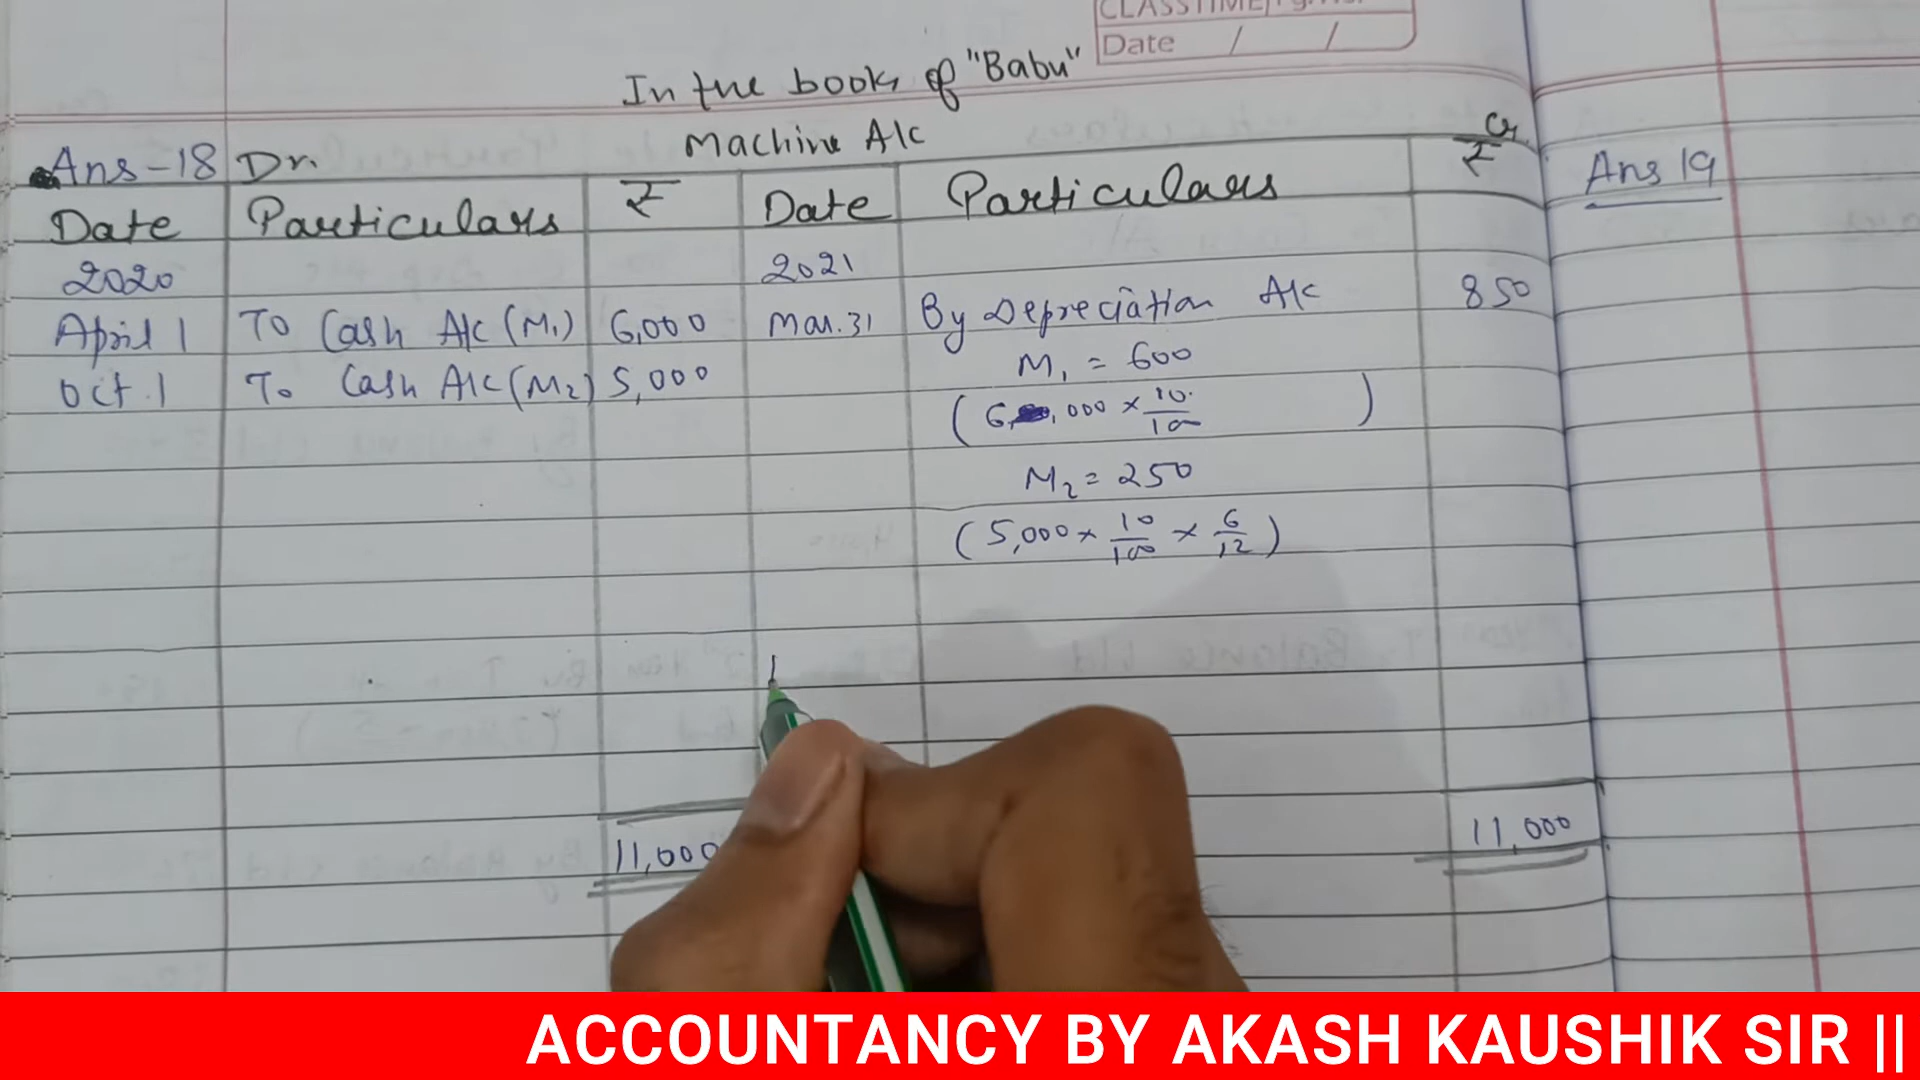 Date / /
In the books of "Babu"
Machine A/c
Ans-18 Dr. Cr.
Date Particulars ₹ Date Particulars ₹
2020 2021
April 1 To Cash A/c (M₁) 6,000 Mar. 31 By Depreciation A/c 850
Oct. 1 To Cash A/c (M₂) 5,000 M₁ = 600
(6,000 × 10/100)
M₂ = 250
(5,000 × 10/100 × 6/12)
11,000 11,000
Ans 19
ACCOUNTANCY BY AKASH KAUSHIK SIR ||